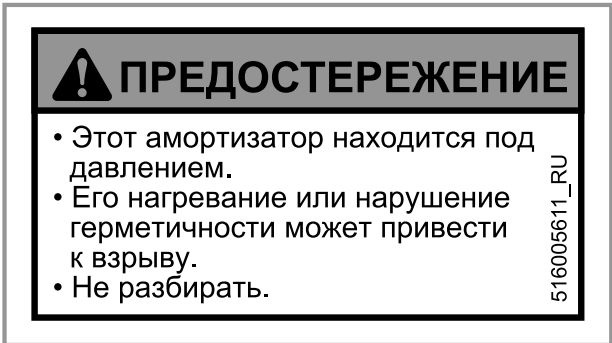 ПРЕДОСТЕРЕЖЕНИЕ
• Этот амортизатор находится под
давлением.
• Его нагревание или нарушение
герметичности может привести
к взрыву.
• Не разбирать.
516005611_RU